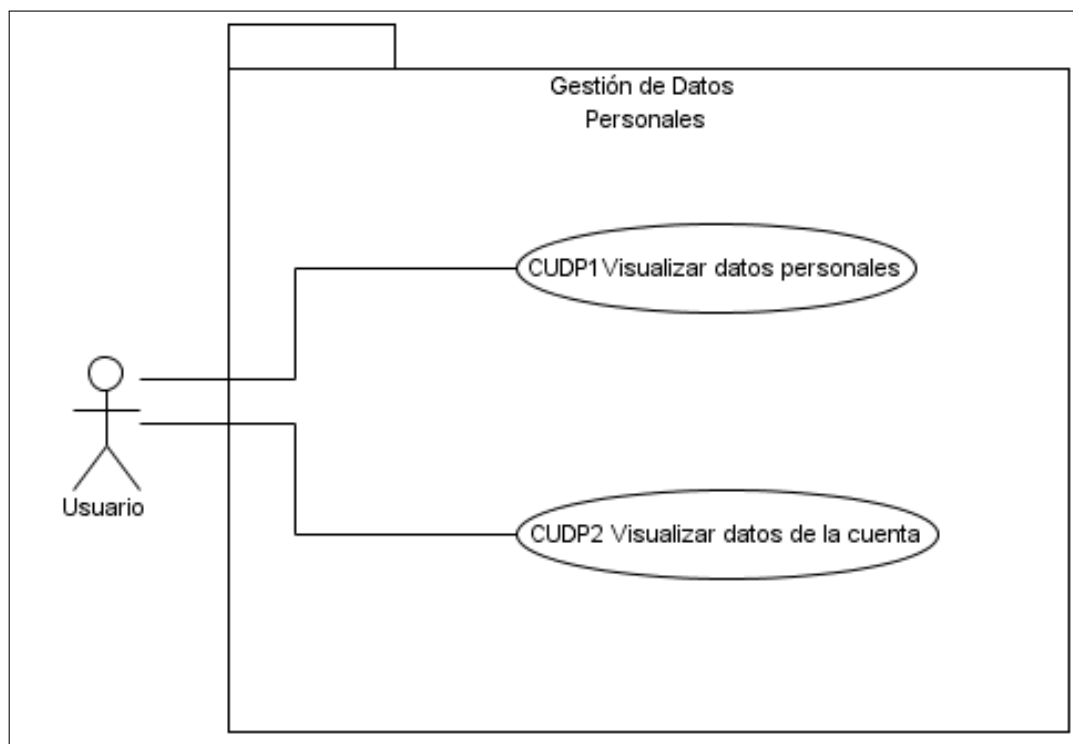 Gestión de Datos
Personales
CUDP1 Visualizar datos personales
Usuario
CUDP2 Visualizar datos de la cuenta